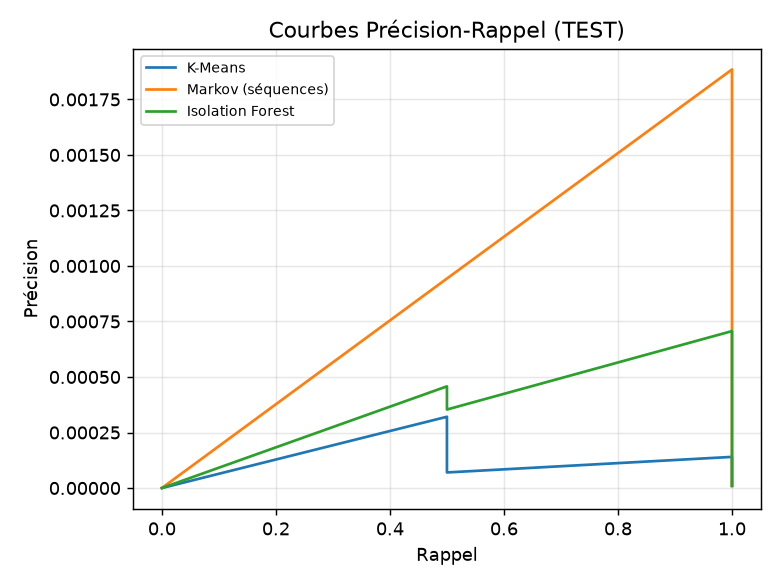 Courbes Précision-Rappel (TEST)
K-Means
Markov (séquences)
Isolation Forest
0.00175
0.00150
0.00125
0.00100
0.00075
0.00050
0.00025
0.00000
Précision
0.0 0.2 0.4 0.6 0.8 1.0
Rappel